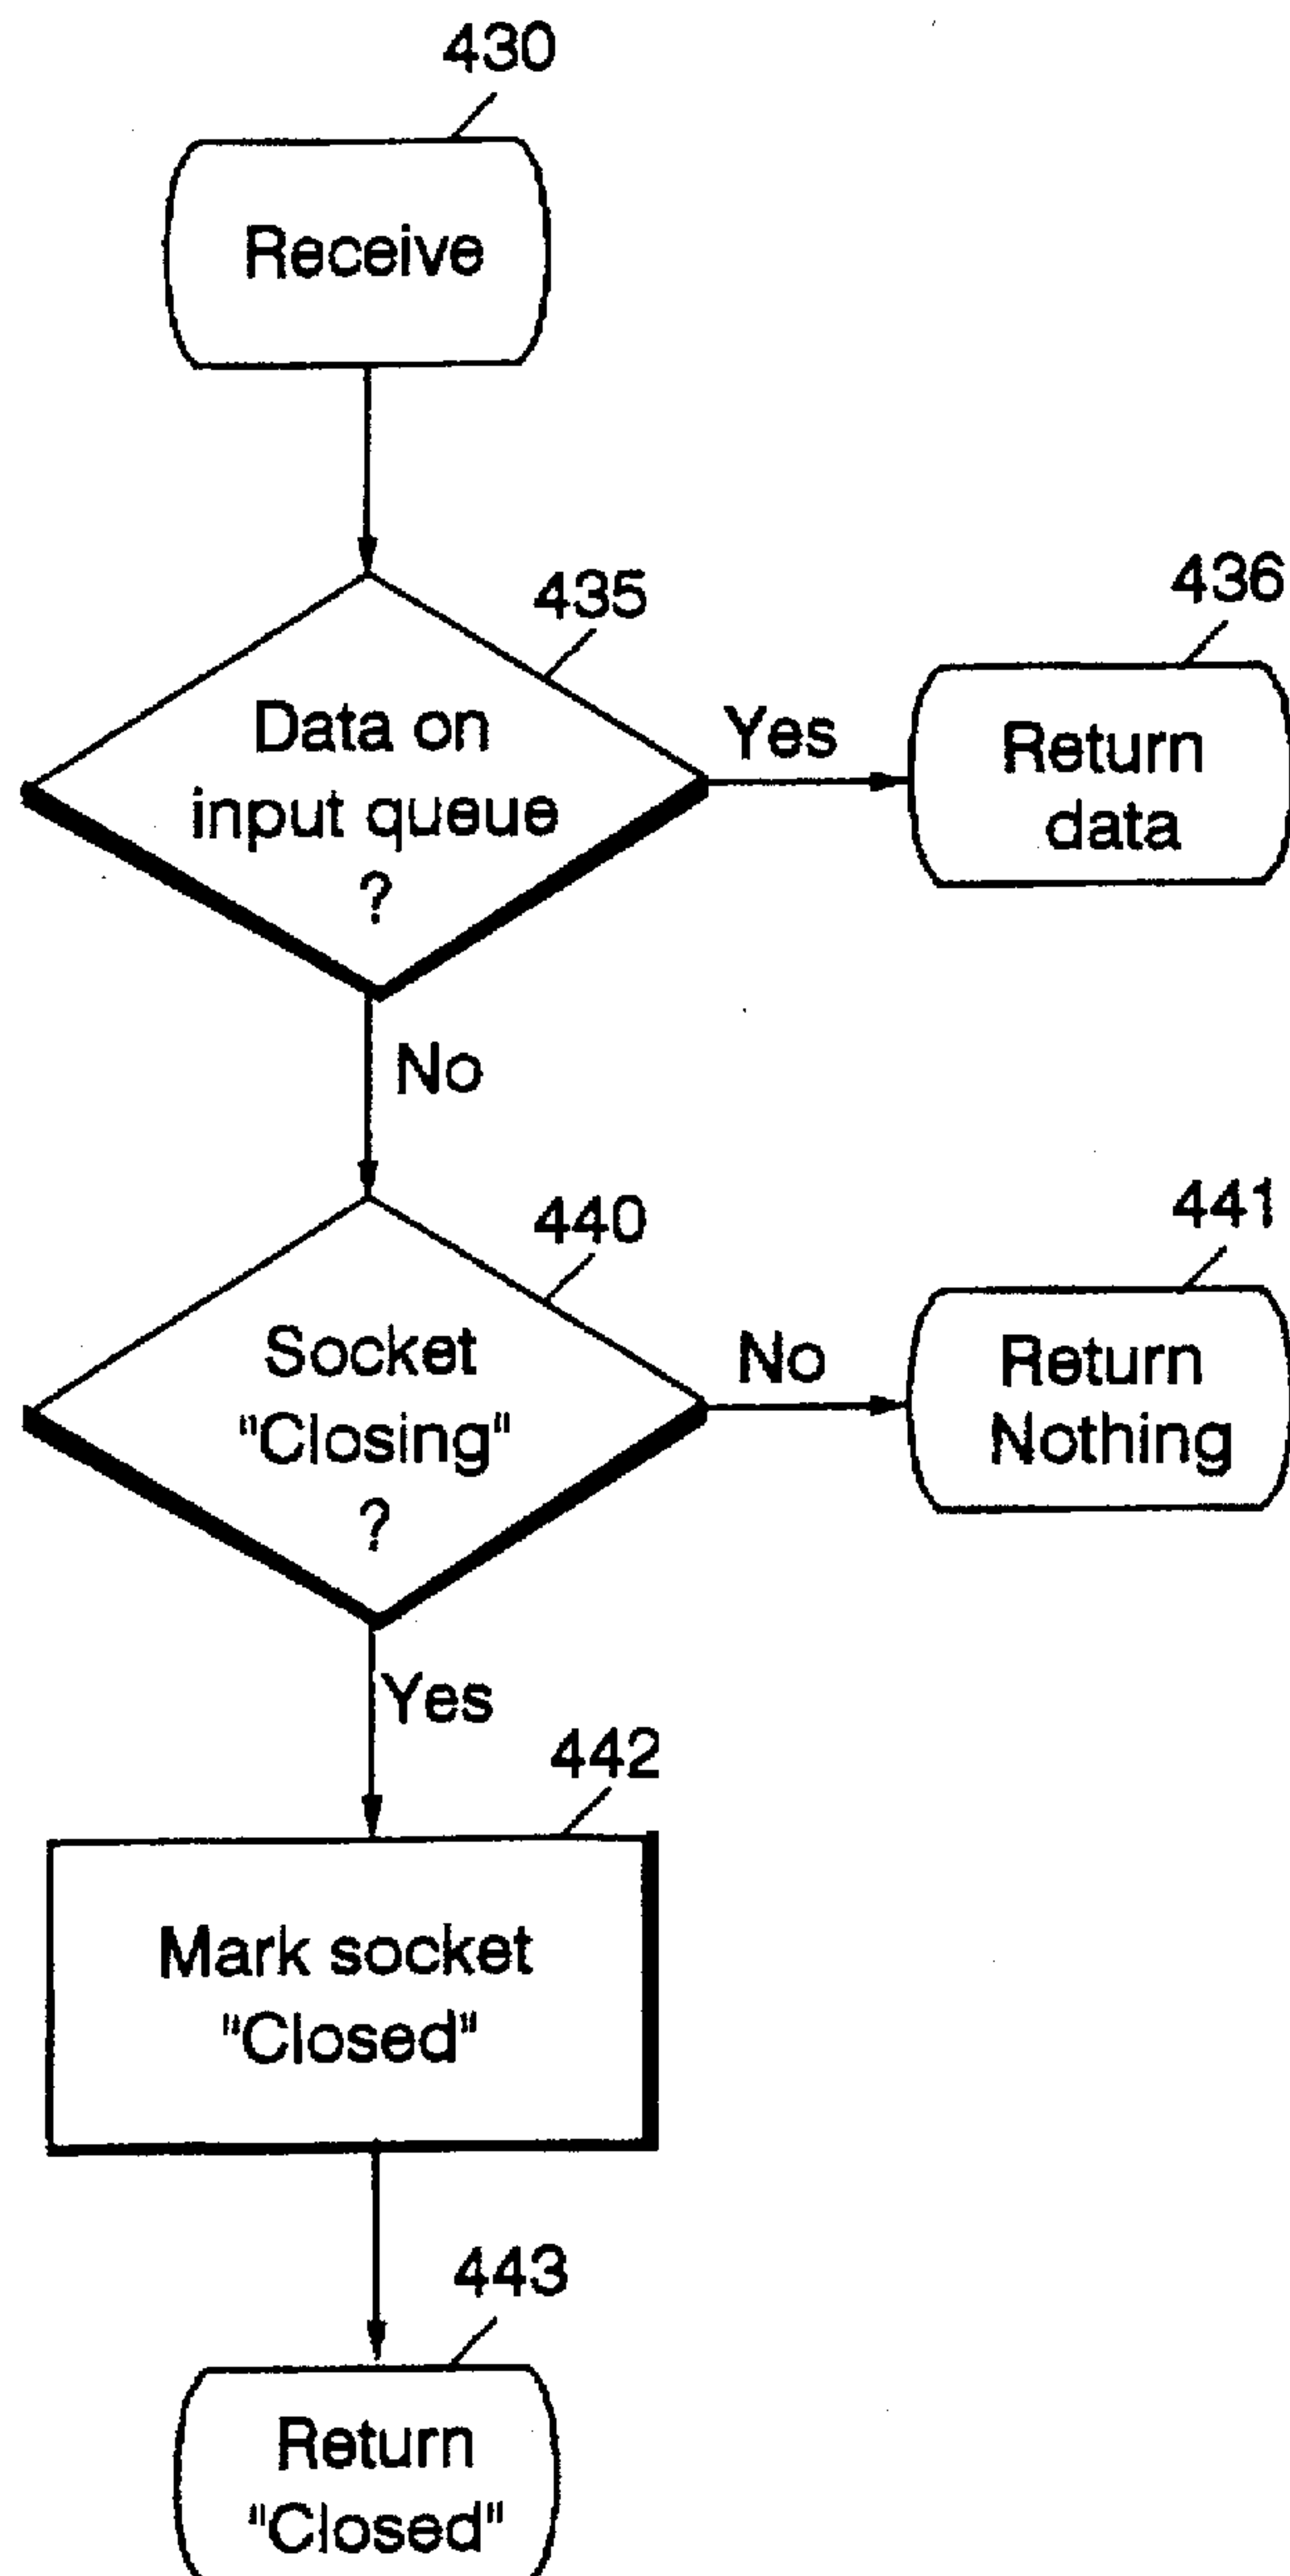 430
Receive
435
Data on
input queue
?
Yes
436
Return
data
No
440
Socket
"Closing"
?
No
441
Return
Nothing
Yes
442
Mark socket
"Closed"
443
Return
"Closed"